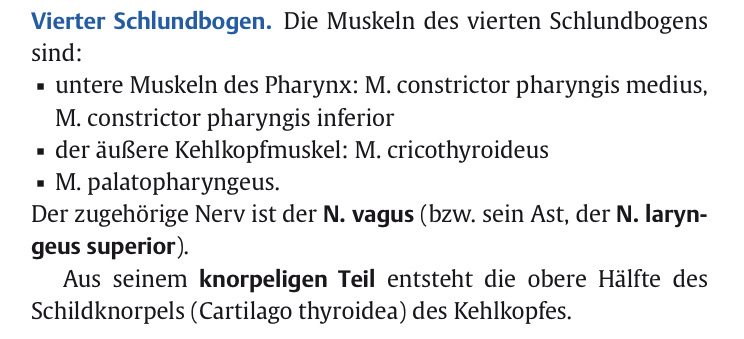 Vierter Schlundbogen. Die Muskeln des vierten Schlundbogens
sind:
▪ untere Muskeln des Pharynx: M. constrictor pharyngis medius,
M. constrictor pharyngis inferior
▪ der äußere Kehlkopfmuskel: M. cricothyroideus
▪ M. palatopharyngeus.
Der zugehörige Nerv ist der N. vagus (bzw. sein Ast, der N. laryn-
geus superior).
Aus seinem knorpeligen Teil entsteht die obere Hälfte des
Schildknorpels (Cartilago thyroidea) des Kehlkopfes.